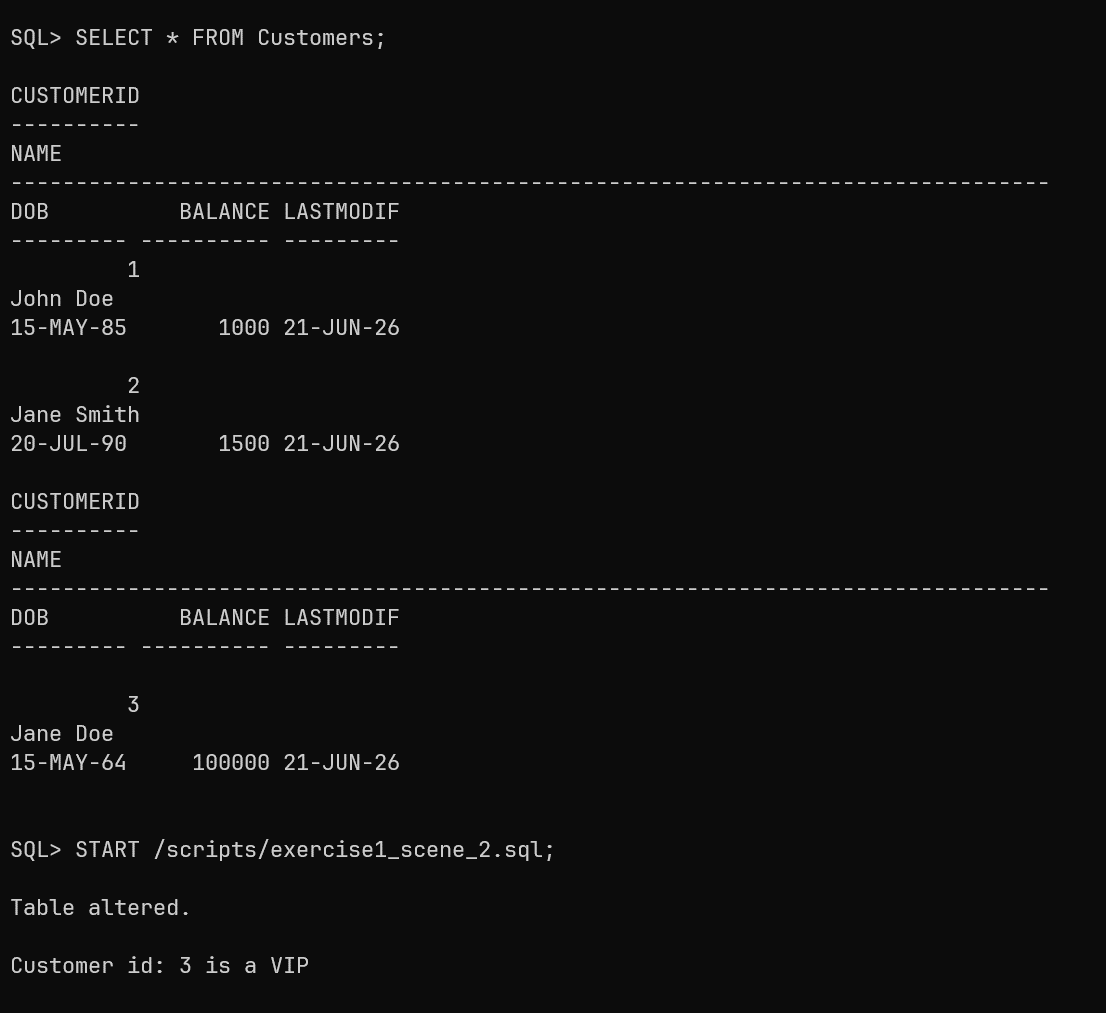 SQL> SELECT * FROM Customers;
CUSTOMERID
----------
NAME
--------------------------------------------------------------------------------
DOB          BALANCE LASTMODIF
--------- ---------- ---------
         1
John Doe
15-MAY-85       1000 21-JUN-26
         2
Jane Smith
20-JUL-90       1500 21-JUN-26
CUSTOMERID
----------
NAME
--------------------------------------------------------------------------------
DOB          BALANCE LASTMODIF
--------- ---------- ---------
         3
Jane Doe
15-MAY-64     100000 21-JUN-26
SQL> START /scripts/exercise1_scene_2.sql;
Table altered.
Customer id: 3 is a VIP